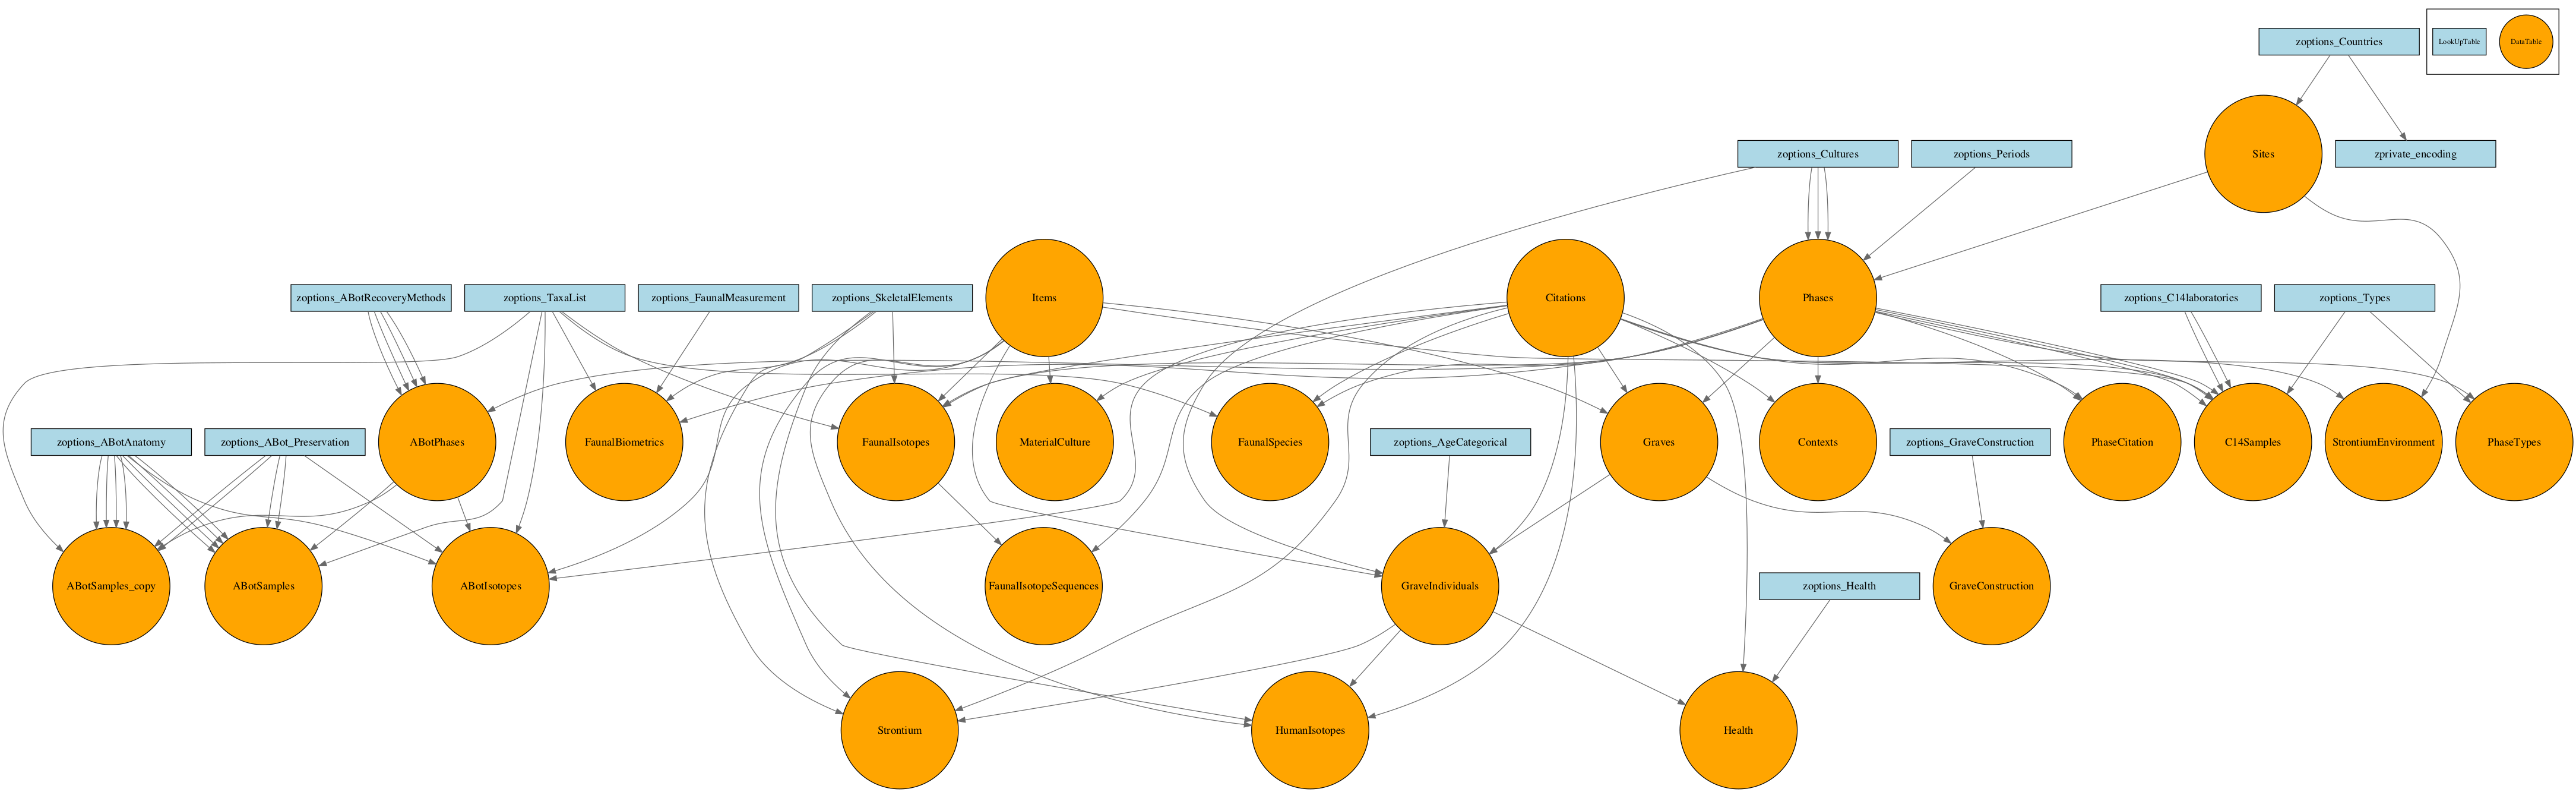 zoptions_Countries
LookUpTable
DataTable
zoptions_Cultures
zoptions_Periods
Sites
zprivate_encoding
zoptions_ABotRecoveryMethods
zoptions_TaxaList
zoptions_FaunalMeasurement
zoptions_SkeletalElements
Items
Citations
Phases
zoptions_C14laboratories
zoptions_Types
zoptions_ABotAnatomy
zoptions_ABot_Preservation
ABotPhases
FaunalBiometrics
FaunalIsotopes
MaterialCulture
FaunalSpecies
zoptions_AgeCategorical
Graves
Contexts
zoptions_GraveConstruction
PhaseCitation
C14Samples
StrontiumEnvironment
PhaseTypes
ABotSamples_copy
ABotSamples
ABotIsotopes
FaunalIsotopeSequences
GraveIndividuals
zoptions_Health
GraveConstruction
Strontium
HumanIsotopes
Health